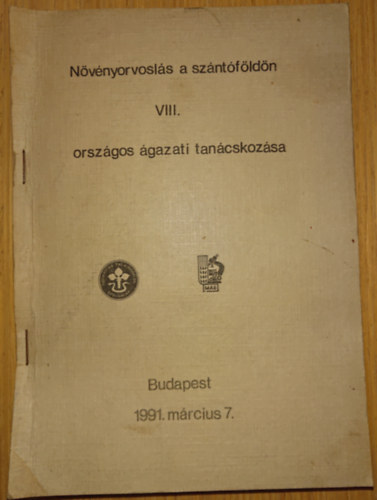 Növényorvoslás a szántóföldön
VIII.
országos ágazati tanácskozása
Budapest
1991. március 7.